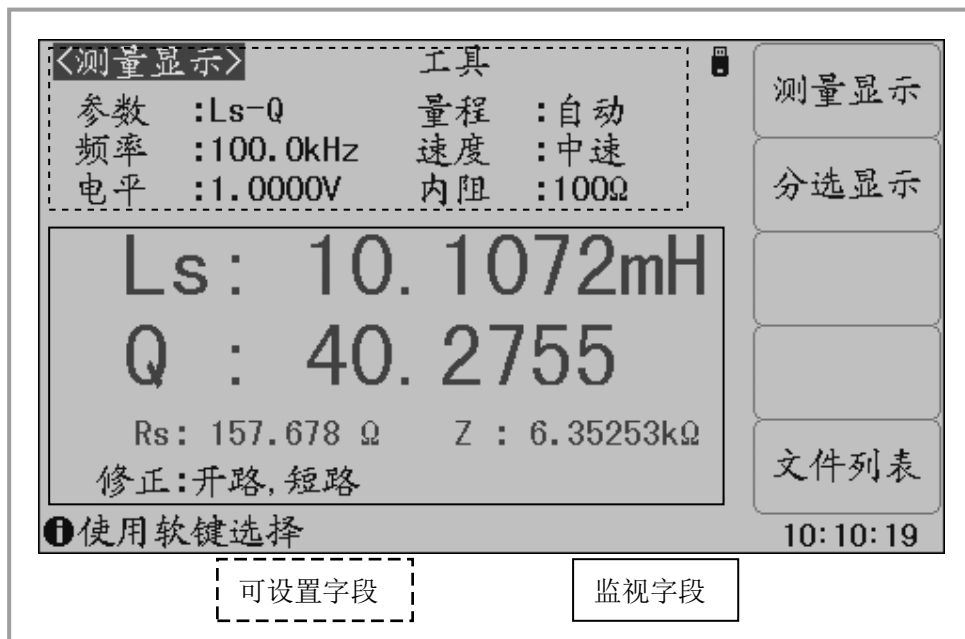 <测量显示> 工具
参数 :Ls-Q 量程 :自动
频率 :100.0kHz 速度 :中速
电平 :1.0000V 内阻 :100Ω
Ls: 10.1072mH
Q : 40.2755
Rs: 157.678 Ω Z : 6.35253kΩ
修正:开路,短路
使用软键选择
测量显示
分选显示
文件列表
10:10:19
可设置字段 监视字段